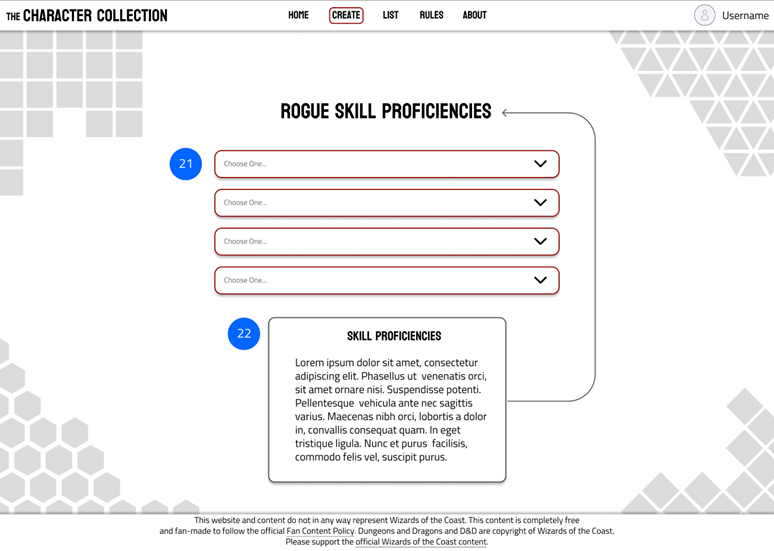 THE CHARACTER COLLECTION
HOME
CREATE
LIST
RULES
ABOUT
Username
ROGUE SKILL PROFICIENCIES
21
Choose One...
Choose One...
Choose One...
Choose One...
22
SKILL PROFICIENCIES
Lorem ipsum dolor sit amet, consectetur
adipiscing elit. Phasellus ut venenatis orci,
sit amet ornare nisi. Suspendisse potenti.
Pellentesque vehicula ante nec sagittis
varius. Maecenas nibh orci, lobortis a dolor
in, convallis consequat quam. In eget
tristique ligula. Nunc et purus facilisis,
commodo felis vel, suscipit purus.
This website and content do not in any way represent Wizards of the Coast. This content is completely free
and fan-made to follow the official Fan Content Policy. Dungeons and Dragons and D&D are copyright of Wizards of the Coast.
Please support the official Wizards of the Coast content.